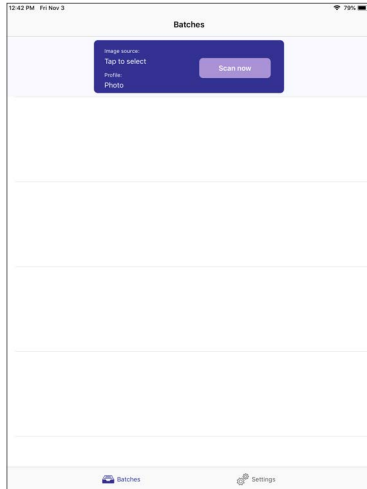 12:42 PM Fri Nov 3
79%
Batches
Image source:
Tap to select
Scan now
Profile:
Photo
Batches
Settings